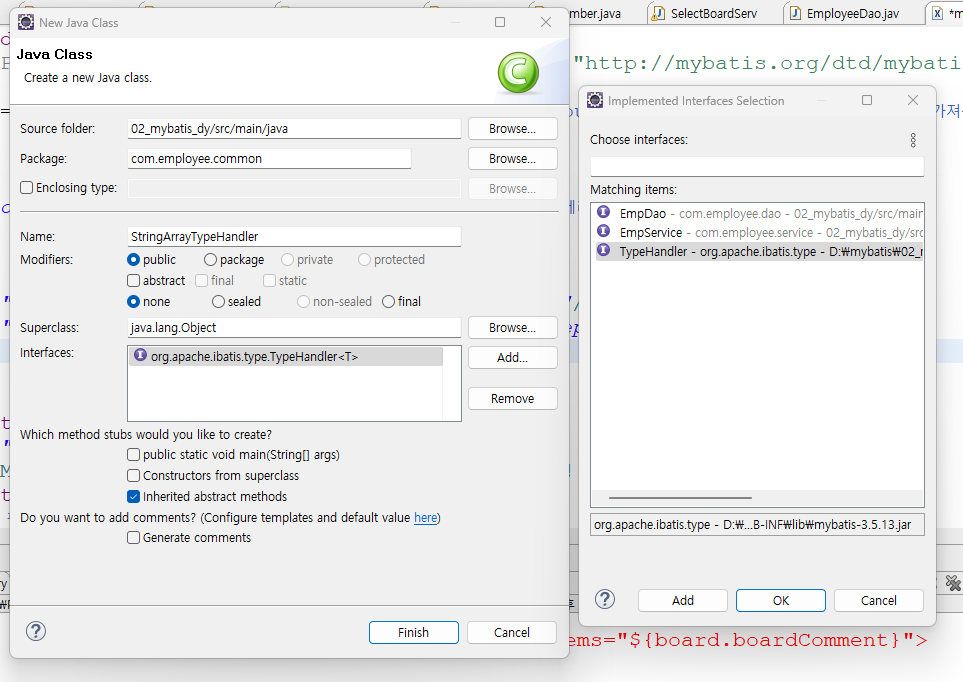 New Java Class
mber.java
SelectBoardServ
EmployeeDao.jav
Java Class
Create a new Java class.
"http://mybatis.org/dtd/mybati
Implemented Interfaces Selection
Source folder:
02_mybatis_dy/src/main/java
Browse...
Package:
com.employee.common
Browse...
Enclosing type:
Browse...
Name:
StringArrayTypeHandler
Modifiers:
public
package
private
protected
abstract
final
static
none
sealed
non-sealed
final
Superclass:
java.lang.Object
Browse...
Interfaces:
org.apache.ibatis.type.TypeHandler<T>
Add...
Remove
Which method stubs would you like to create?
public static void main(String[] args)
Constructors from superclass
Inherited abstract methods
Do you want to add comments? (Configure templates and default value here)
Generate comments
Finish
Cancel
Choose interfaces:
Matching items:
EmpDao - com.employee.dao - 02_mybatis_dy/src/main
EmpService - com.employee.service - 02_mybatis_dy/src
TypeHandler - org.apache.ibatis.type - D:₩mybatis₩02_
org.apache.ibatis.type - D:₩...B-INF₩lib₩mybatis-3.5.13.jar
Add
OK
Cancel
ems="${board.boardComment}">